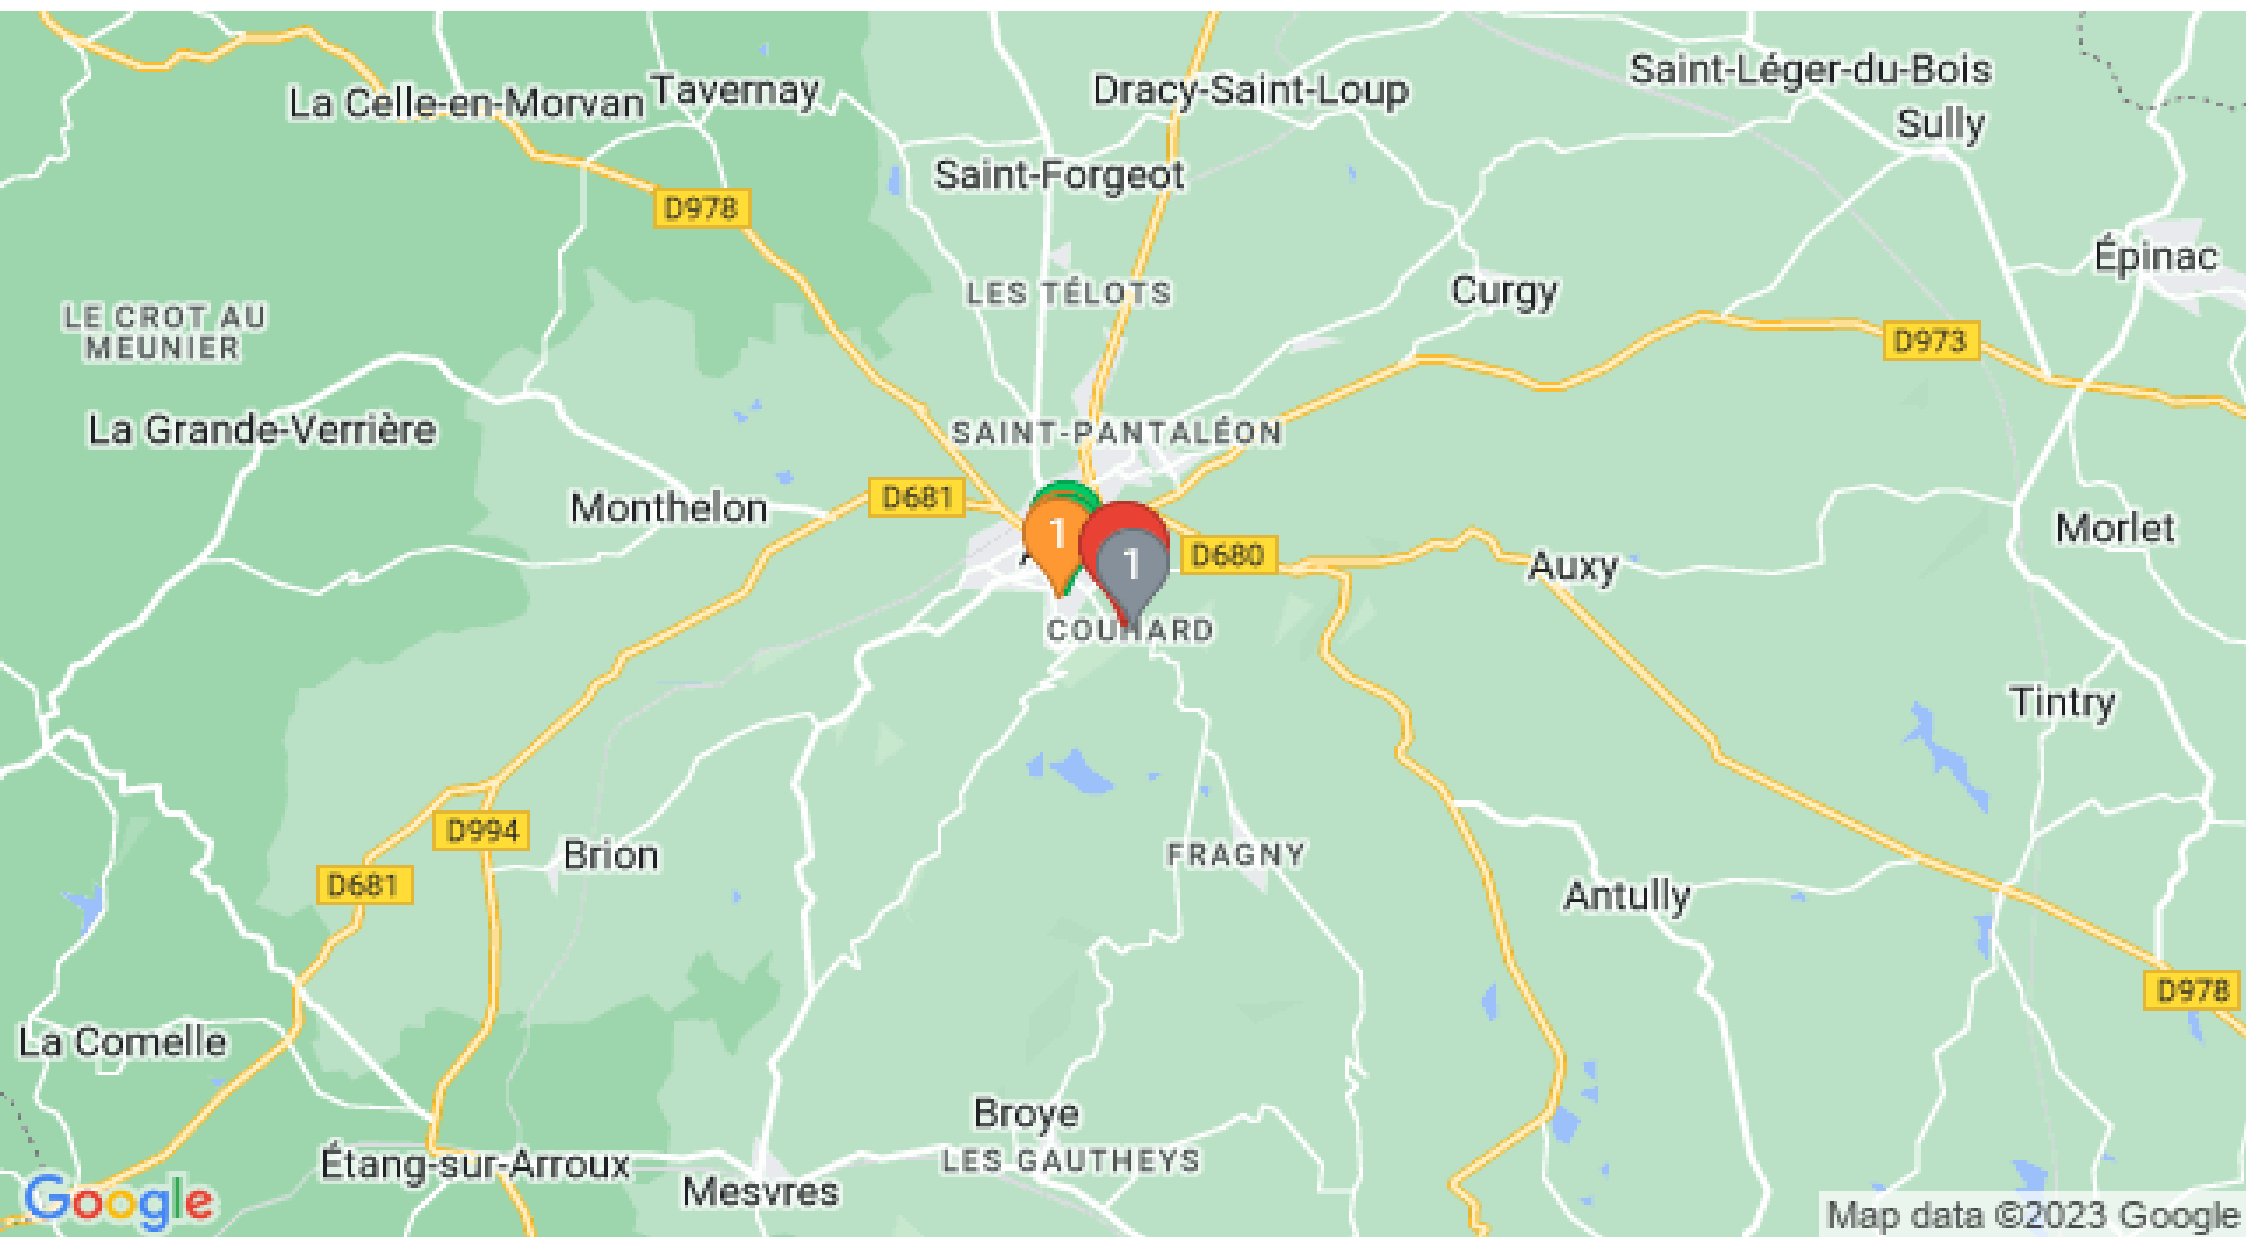 Saint-Léger-du-Bois
Tavernay
Dracy-Saint-Loup
La Celle-en-Morvan
Sully
Saint-Forgeot
D978
Épinac
LES TÉLOTS
Curgy
LE CROT AU
MEUNIER
D973
La Grande-Verrière
SAINT-PANTALÉON
D681
Monthelon
Morlet
1
1
D680
Auxy
COUHARD
Tintry
D994
Brion
FRAGNY
D681
Antully
D978
La Comelle
Broye
LES GAUTHEYS
Étang-sur-Arroux
Mesvres
Google
Map data ©2023 Google